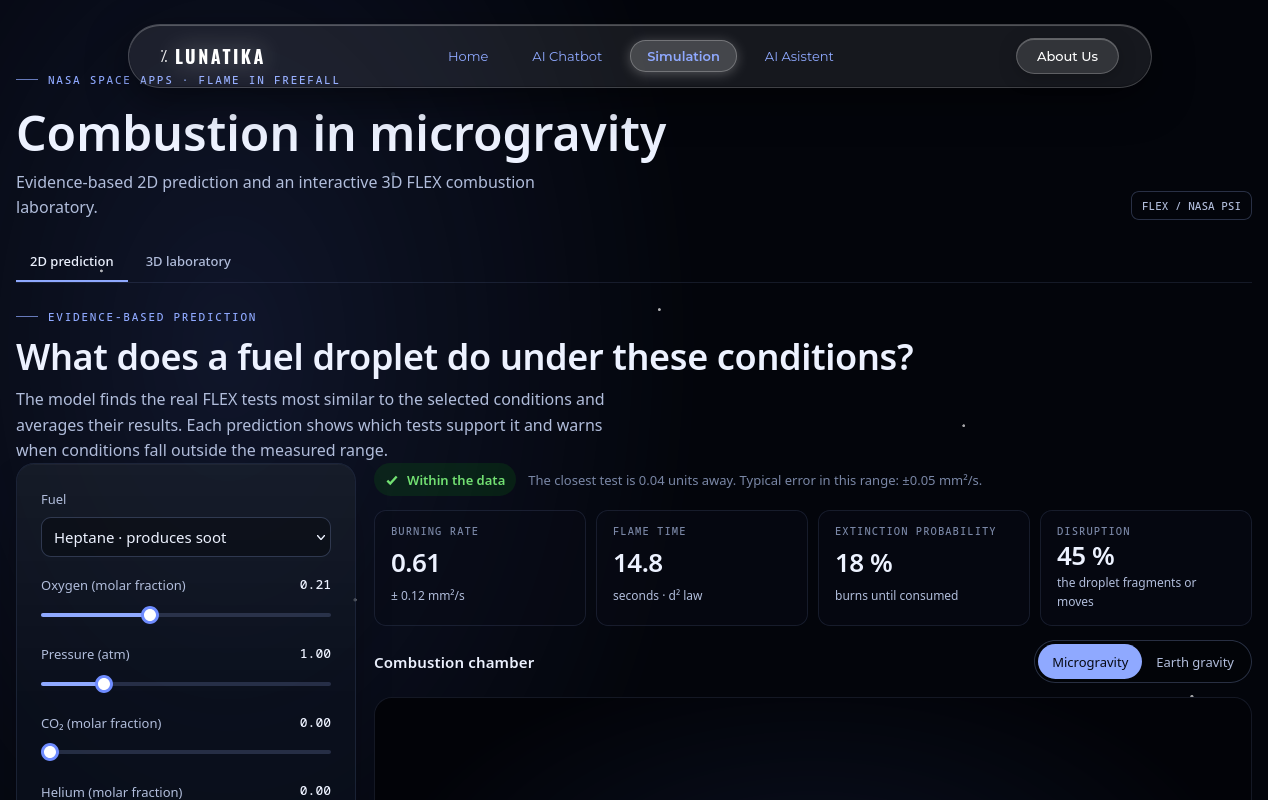 ⁒ LUNATIKA
Home
AI Chatbot
Simulation
AI Asistent
About Us
NASA SPACE APPS · FLAME IN FREEFALL
Combustion in microgravity
Evidence-based 2D prediction and an interactive 3D FLEX combustion
laboratory.
FLEX / NASA PSI
2D prediction
3D laboratory
EVIDENCE-BASED PREDICTION
What does a fuel droplet do under these conditions?
The model finds the real FLEX tests most similar to the selected conditions and
averages their results. Each prediction shows which tests support it and warns
when conditions fall outside the measured range.
Fuel
Heptane · produces soot
Oxygen (molar fraction) 0.21
Pressure (atm) 1.00
CO₂ (molar fraction) 0.00
Helium (molar fraction) 0.00
✓ Within the data
The closest test is 0.04 units away. Typical error in this range: ±0.05 mm²/s.
BURNING RATE
0.61
± 0.12 mm²/s
FLAME TIME
14.8
seconds · d² law
EXTINCTION PROBABILITY
18 %
burns until consumed
DISRUPTION
45 %
the droplet fragments or
moves
Combustion chamber
Microgravity
Earth gravity